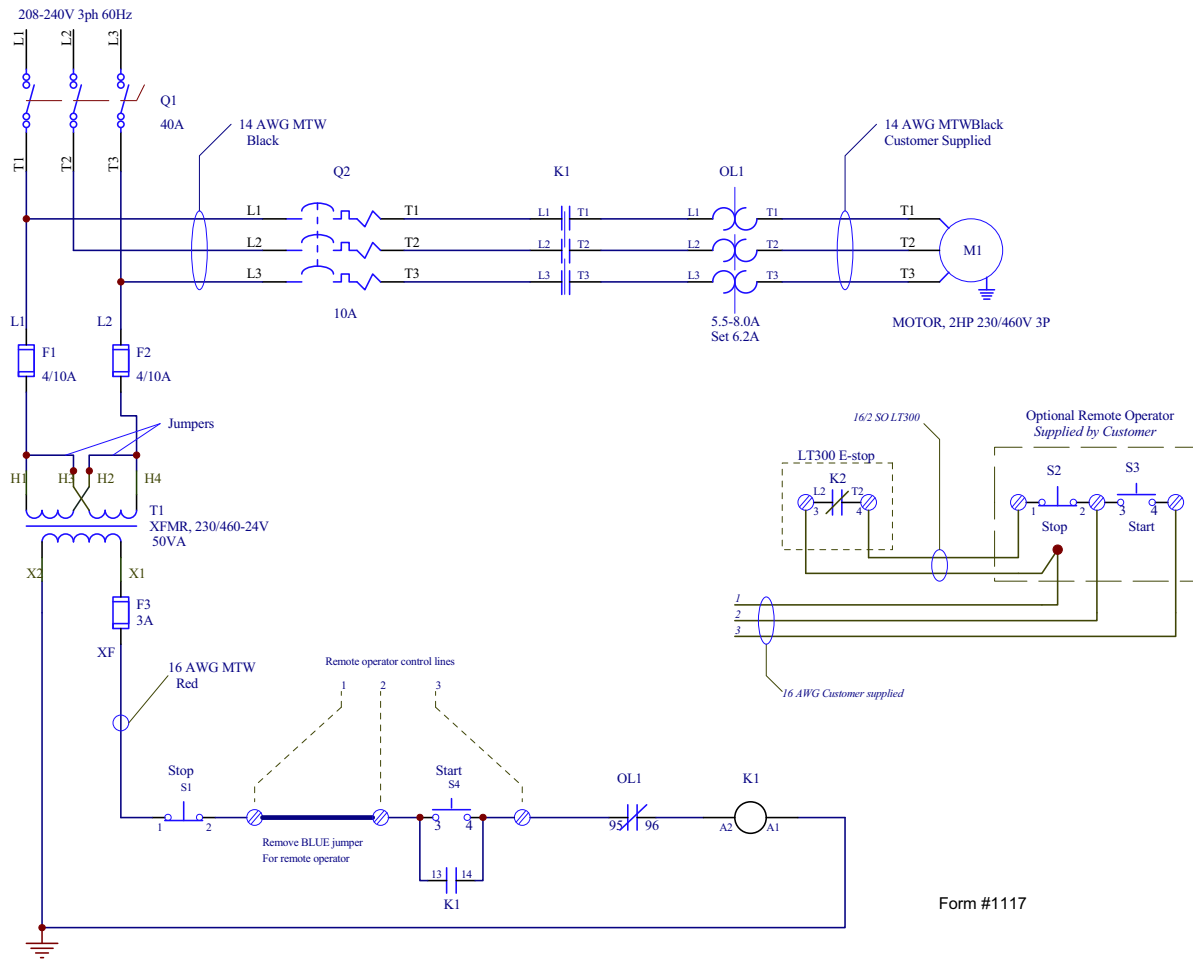 208-240V 3ph 60Hz
L1
L2
L3
Q1
40A
T1
T2
T3
14 AWG MTW
Black
14 AWG MTWBlack
Customer Supplied
Q2
K1
OL1
L1
T1
L1
T1
L1
T1
T1
L2
T2
L2
T2
L2
T2
T2
M1
L3
T3
L3
T3
L3
T3
T3
10A
5.5-8.0A
Set 6.2A
MOTOR, 2HP 230/460V 3P
L1
L2
F1
4/10A
F2
4/10A
Jumpers
H1
H3
H2
H4
T1
XFMR, 230/460-24V
50VA
X2
X1
F3
3A
XF
16 AWG MTW
Red
16/2 SO LT300
Optional Remote Operator
Supplied by Customer
LT300 E-stop
K2
L2
T2
3
4
S2
S3
1
2
3
4
Stop
Start
1
2
3
16 AWG Customer supplied
Remote operator control lines
1
2
3
Stop
S1
1
2
Remove BLUE jumper
For remote operator
Start
S4
3
4
13
14
K1
OL1
95
96
K1
A2
A1
Form #1117